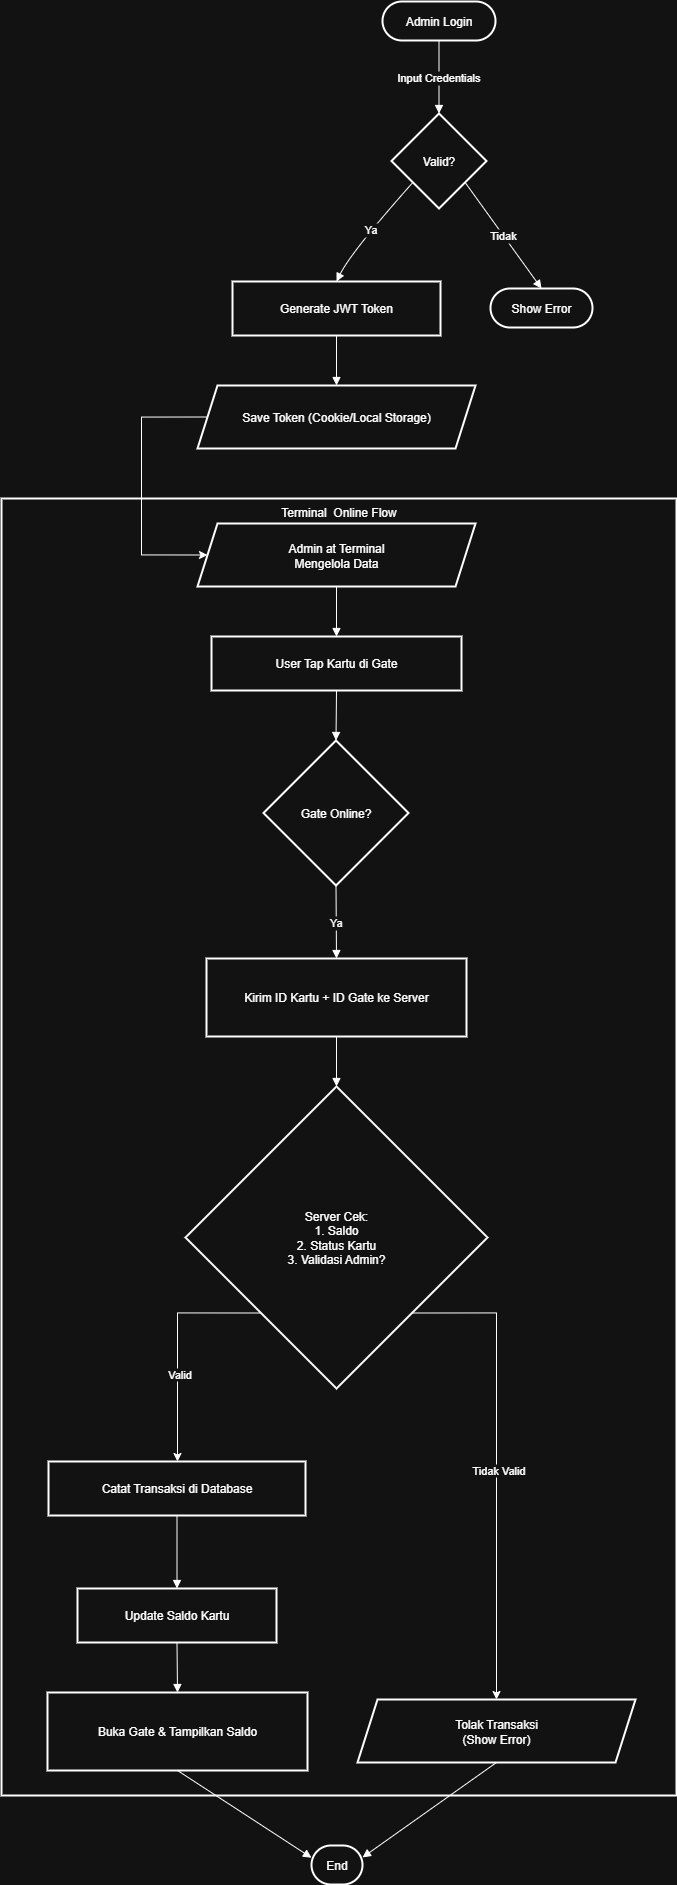 Admin Login
Input Credentials
Valid?
Ya
Tidak
Generate JWT Token
Show Error
Save Token (Cookie/Local Storage)
Terminal  Online Flow
Admin at Terminal
Mengelola Data
User Tap Kartu di Gate
Gate Online?
Ya
Kirim ID Kartu + ID Gate ke Server
Server Cek:
1. Saldo
2. Status Kartu
3. Validasi Admin?
Valid
Tidak Valid
Catat Transaksi di Database
Update Saldo Kartu
Buka Gate & Tampilkan Saldo
Tolak Transaksi
(Show Error)
End